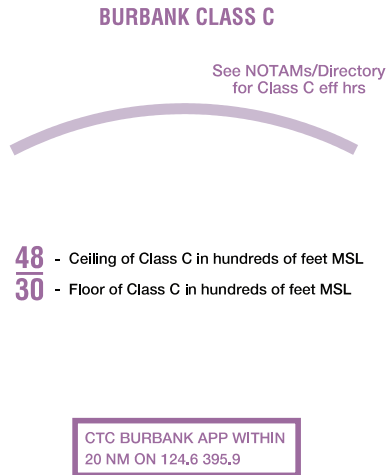 BURBANK CLASS C
See NOTAMs/Directory
for Class C eff hrs
48 - Ceiling of Class C in hundreds of feet MSL
30 - Floor of Class C in hundreds of feet MSL
CTC BURBANK APP WITHIN
20 NM ON 124.6 395.9